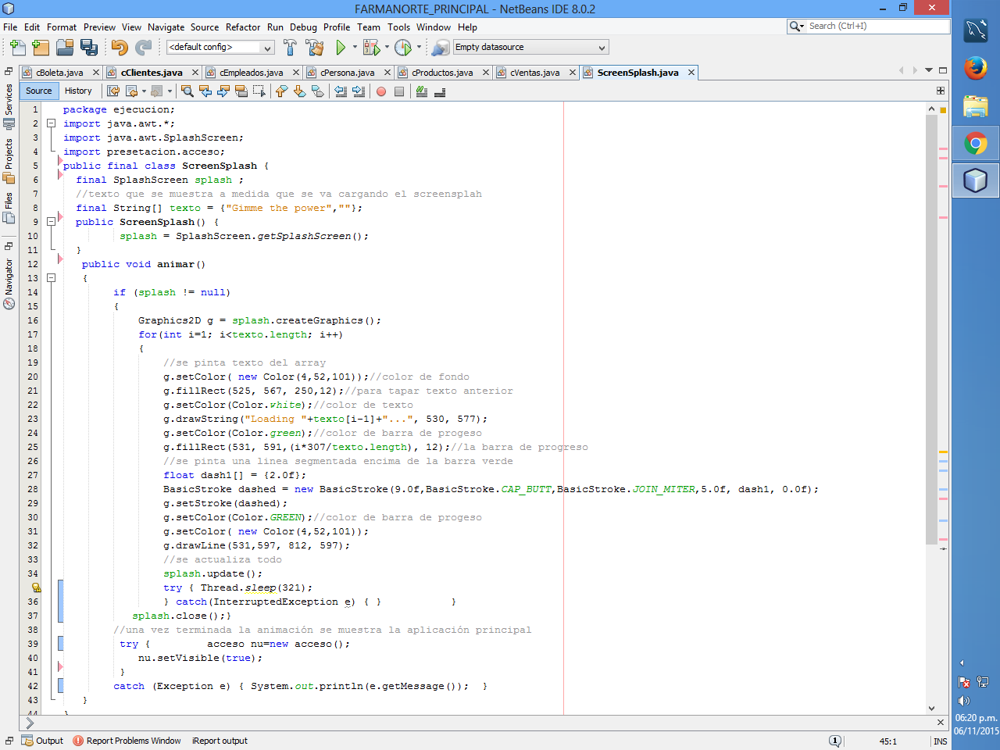 FARMANORTE_PRINCIPAL - NetBeans IDE 8.0.2
File Edit Format Preview View Navigate Source Refactor Run Debug Profile Team Tools Window Help
Search (Ctrl+I)
<default config>
Empty datasource
cBoleta.java cClientes.java cEmpleados.java cPersona.java cProductos.java cVentas.java ScreenSplash.java
Source History
Services
Projects
Files
Navigator
1 package ejecucion;
2 import java.awt.*;
3 import java.awt.SplashScreen;
4 import presetacion.acceso;
5 public final class ScreenSplash {
6 final SplashScreen splash ;
7 //texto que se muestra a medida que se va cargando el screensplah
8 final String[] texto = {"Gimme the power",""};
9 public ScreenSplash() {
10 splash = SplashScreen.getSplashScreen();
11 }
12 public void animar()
13 {
14 if (splash != null)
15 {
16 Graphics2D g = splash.createGraphics();
17 for(int i=1; i<texto.length; i++)
18 {
19 //se pinta texto del array
20 g.setColor( new Color(4,52,101));//color de fondo
21 g.fillRect(525, 567, 250,12);//para tapar texto anterior
22 g.setColor(Color.white);//color de texto
23 g.drawString("Loading "+texto[i-1]+"...", 530, 577);
24 g.setColor(Color.green);//color de barra de progeso
25 g.fillRect(531, 591,(i*307/texto.length), 12);//la barra de progreso
26 //se pinta una linea segmentada encima de la barra verde
27 float dash1[] = {2.0f};
28 BasicStroke dashed = new BasicStroke(9.0f,BasicStroke.CAP_BUTT,BasicStroke.JOIN_MITER,5.0f, dash1, 0.0f);
29 g.setStroke(dashed);
30 g.setColor(Color.GREEN);//color de barra de progeso
31 g.setColor( new Color(4,52,101));
32 g.drawLine(531,597, 812, 597);
33 //se actualiza todo
34 splash.update();
try { Thread.sleep(321);
36 } catch(InterruptedException e) { } }
37 splash.close();}
38 //una vez terminada la animación se muestra la aplicación principal
39 try { acceso nu=new acceso();
40 nu.setVisible(true);
41 }
42 catch (Exception e) { System.out.println(e.getMessage()); }
43 }
44 }
Output Report Problems Window iReport output
1
45:1
INS
06:20 p.m.
06/11/2015